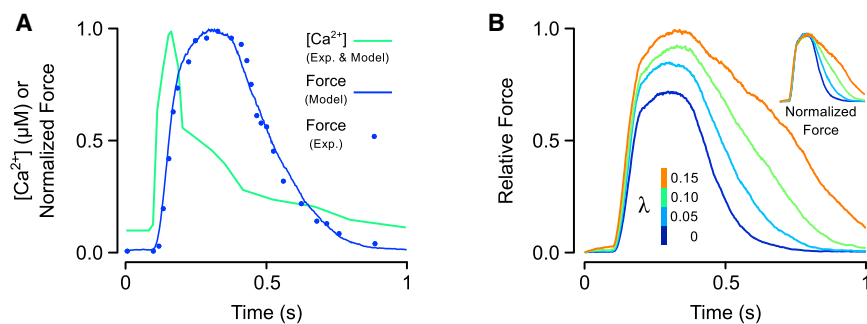 A
[Ca²⁺] (μM) or
Normalized Force
1.0
0.5
0.0
0
0.5
1
Time (s)
[Ca²⁺]
(Exp. & Model)
Force
(Model)
Force
(Exp.)
B
Relative Force
1.0
0.5
0.0
0
0.5
1
Time (s)
λ
0.15
0.10
0.05
0
Normalized
Force